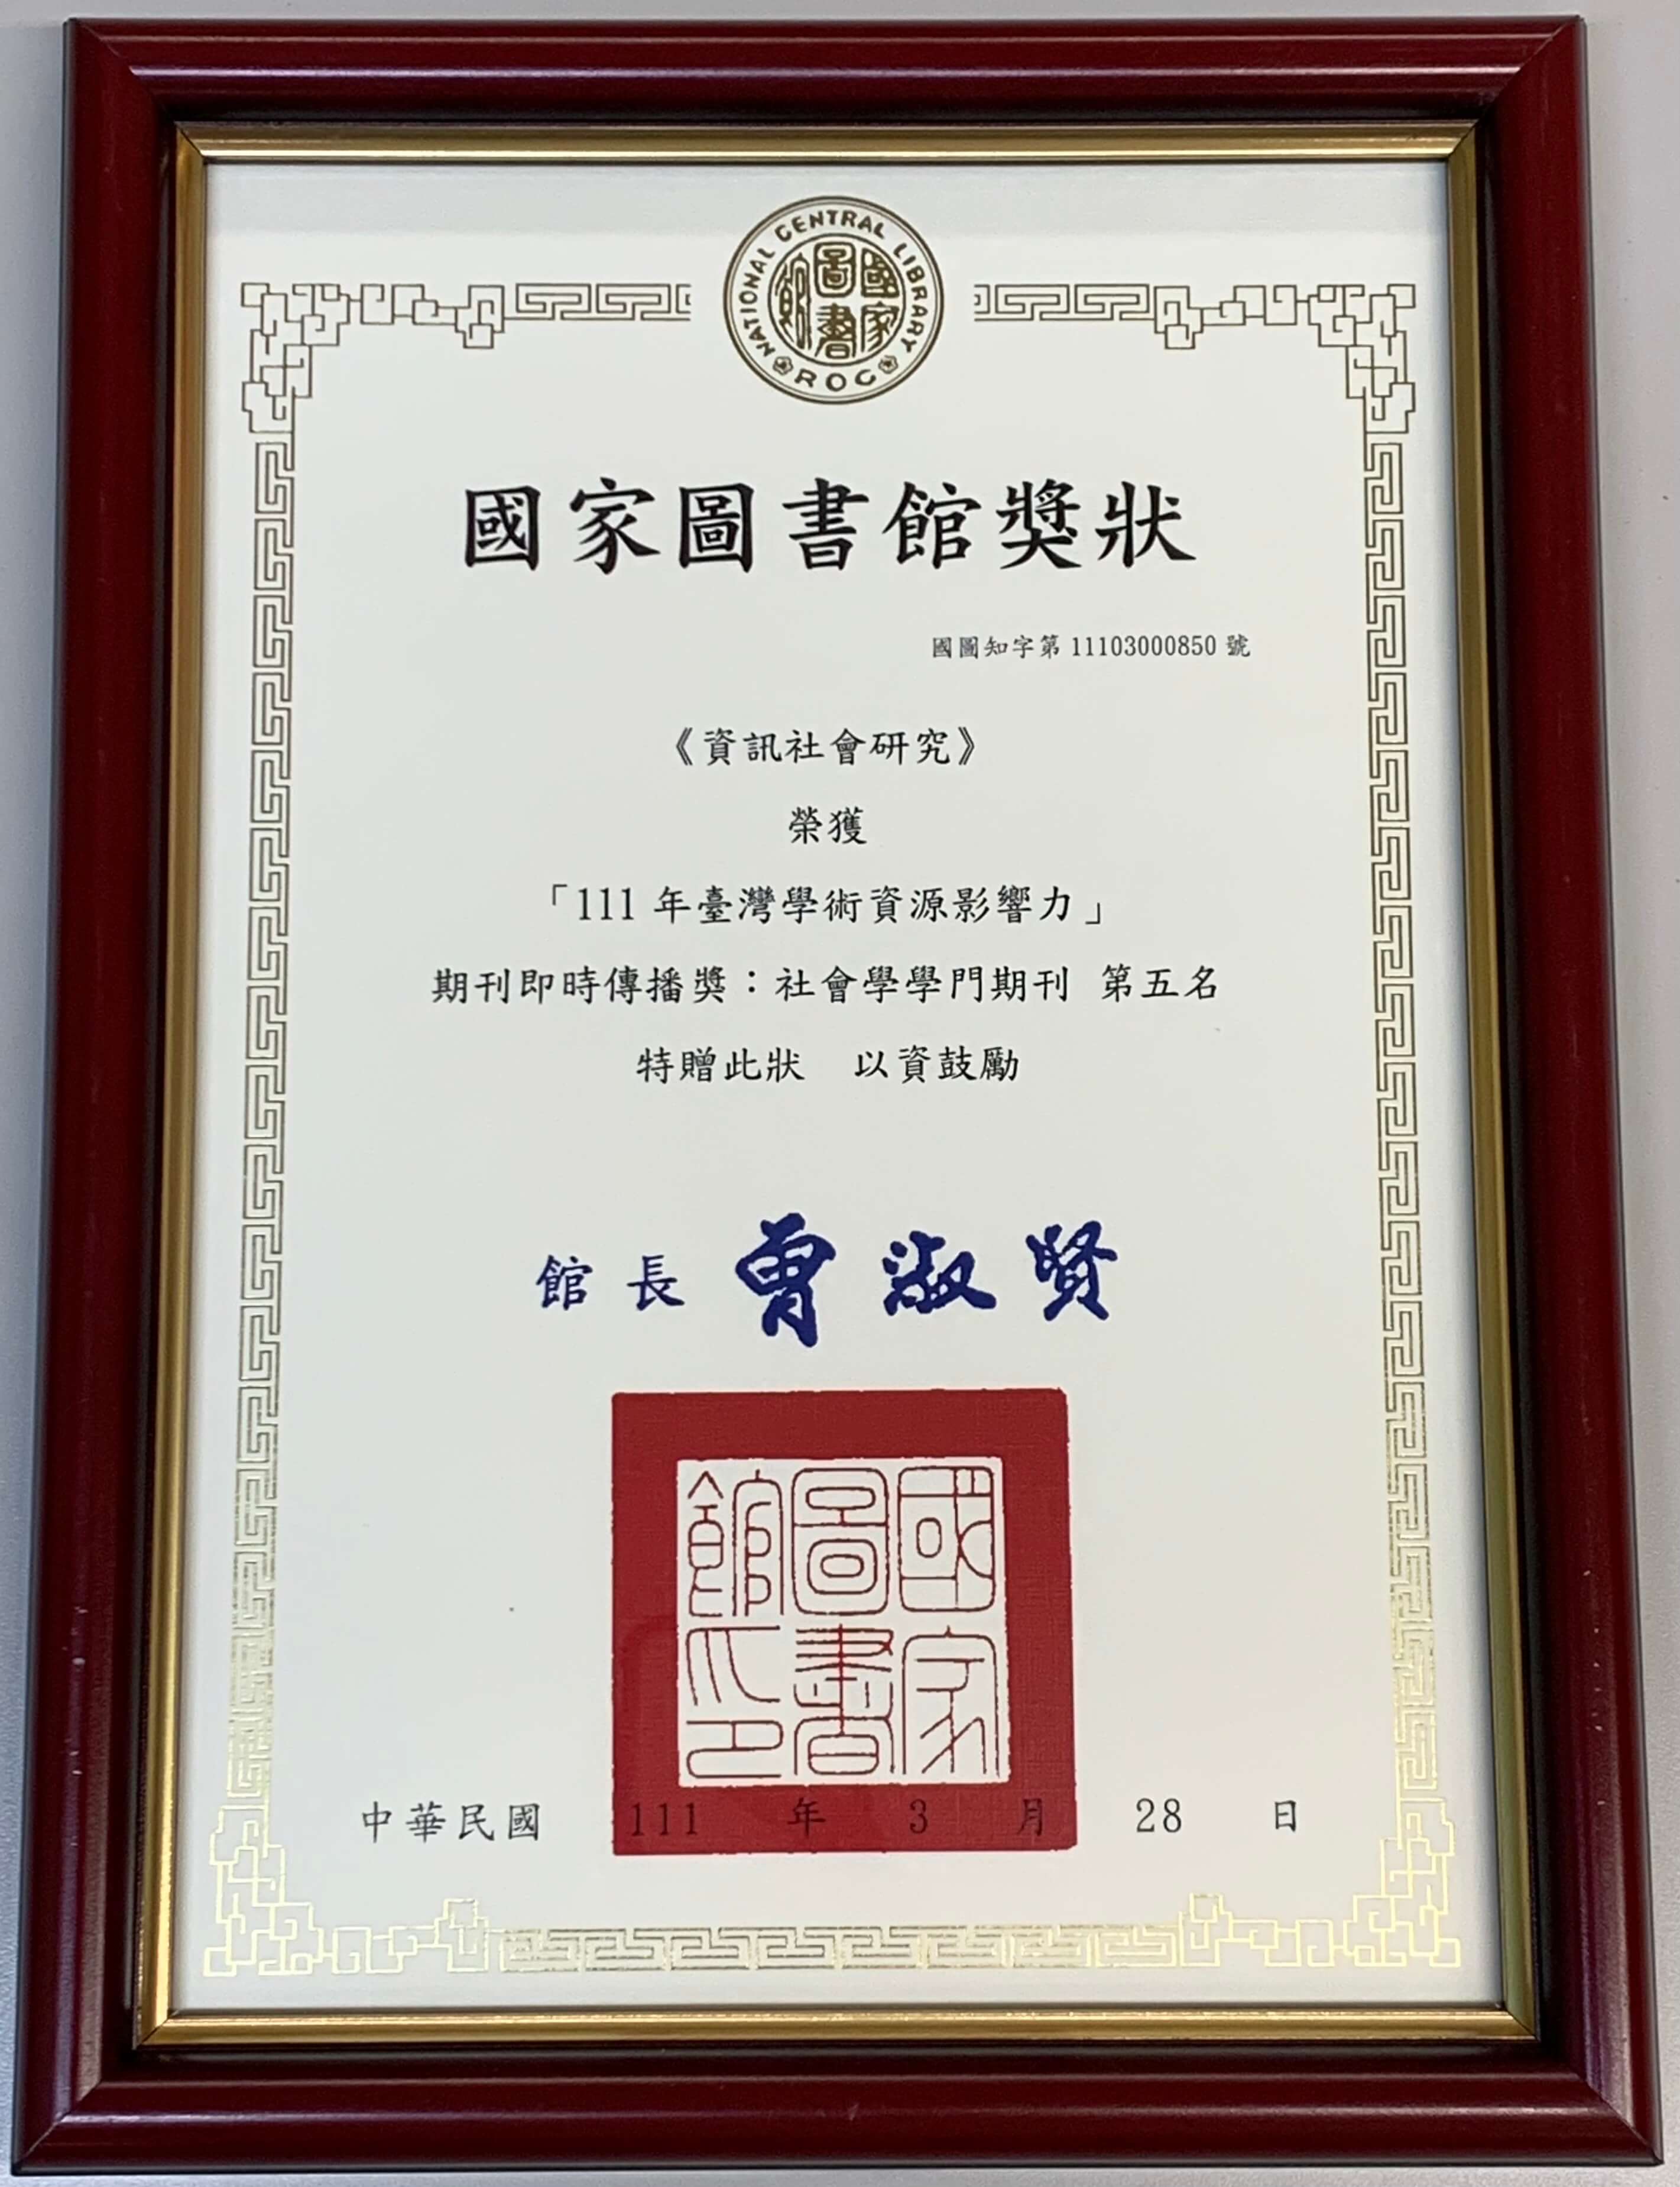 NATIONAL CENTRAL LIBRARY
ROC
國家圖書館
國家圖書館獎狀
國圖知字第 11103000850 號
《資訊社會研究》
榮獲
「111 年臺灣學術資源影響力」
期刊即時傳播獎：社會學學門期刊 第五名
特贈此狀 以資鼓勵
館長 曾淑賢
國家圖書館印
中華民國 111 年 3 月 28 日